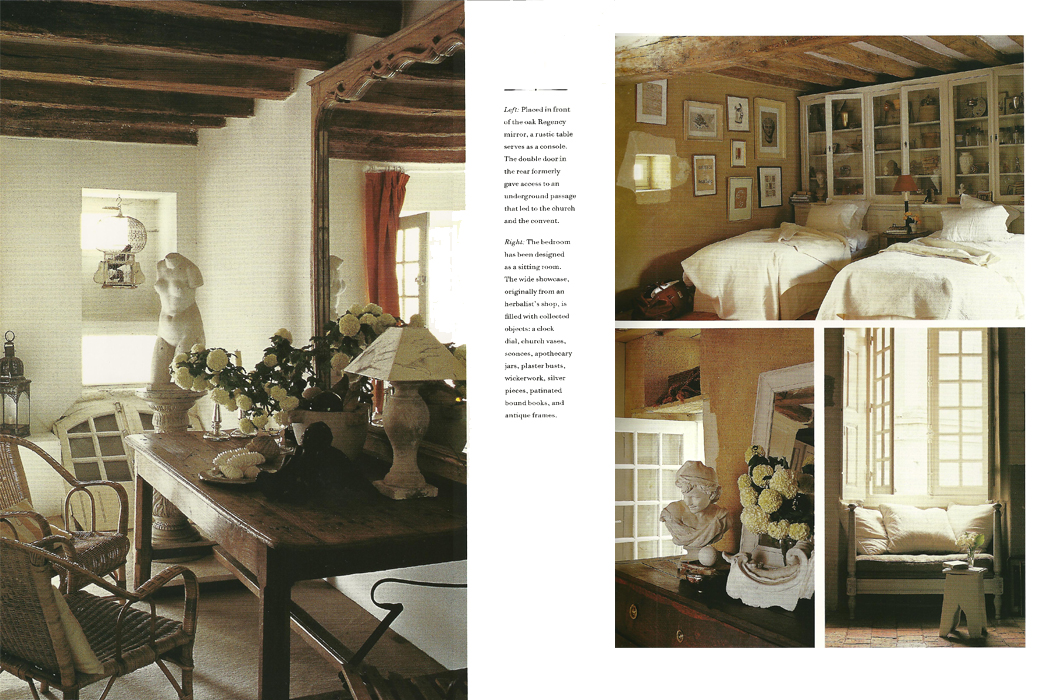 Left: Placed in front
of the oak Regency
mirror, a rustic table
serves as a console.
The double door in
the rear formerly
gave access to an
underground passage
that led to the church
and the convent.
Right: The bedroom
has been designed
as a sitting room.
The wide showcase,
originally from an
herbalist's shop, is
filled with collected
objects: a clock
dial, church vases,
sconces, apothecary
jars, plaster busts,
wickerwork, silver
pieces, patinated
bound books, and
antique frames.